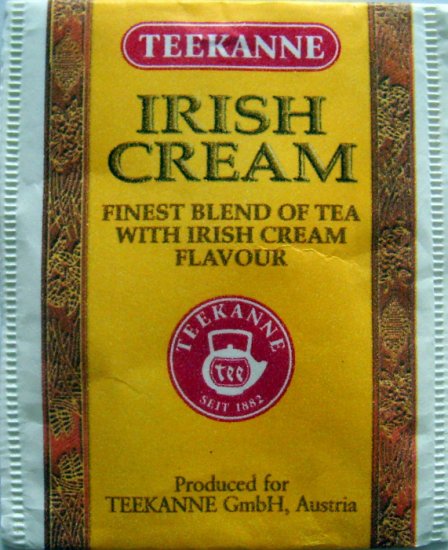 TEEKANNE
IRISH
CREAM
FINEST BLEND OF TEA
WITH IRISH CREAM
FLAVOUR
TEEKANNE
tee
SEIT 1882
Produced for
TEEKANNE GmbH, Austria